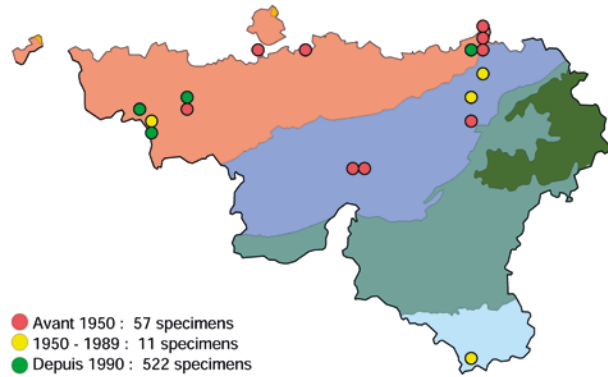 Avant 1950 : 57 specimens
1950 - 1989 : 11 specimens
Depuis 1990 : 522 specimens